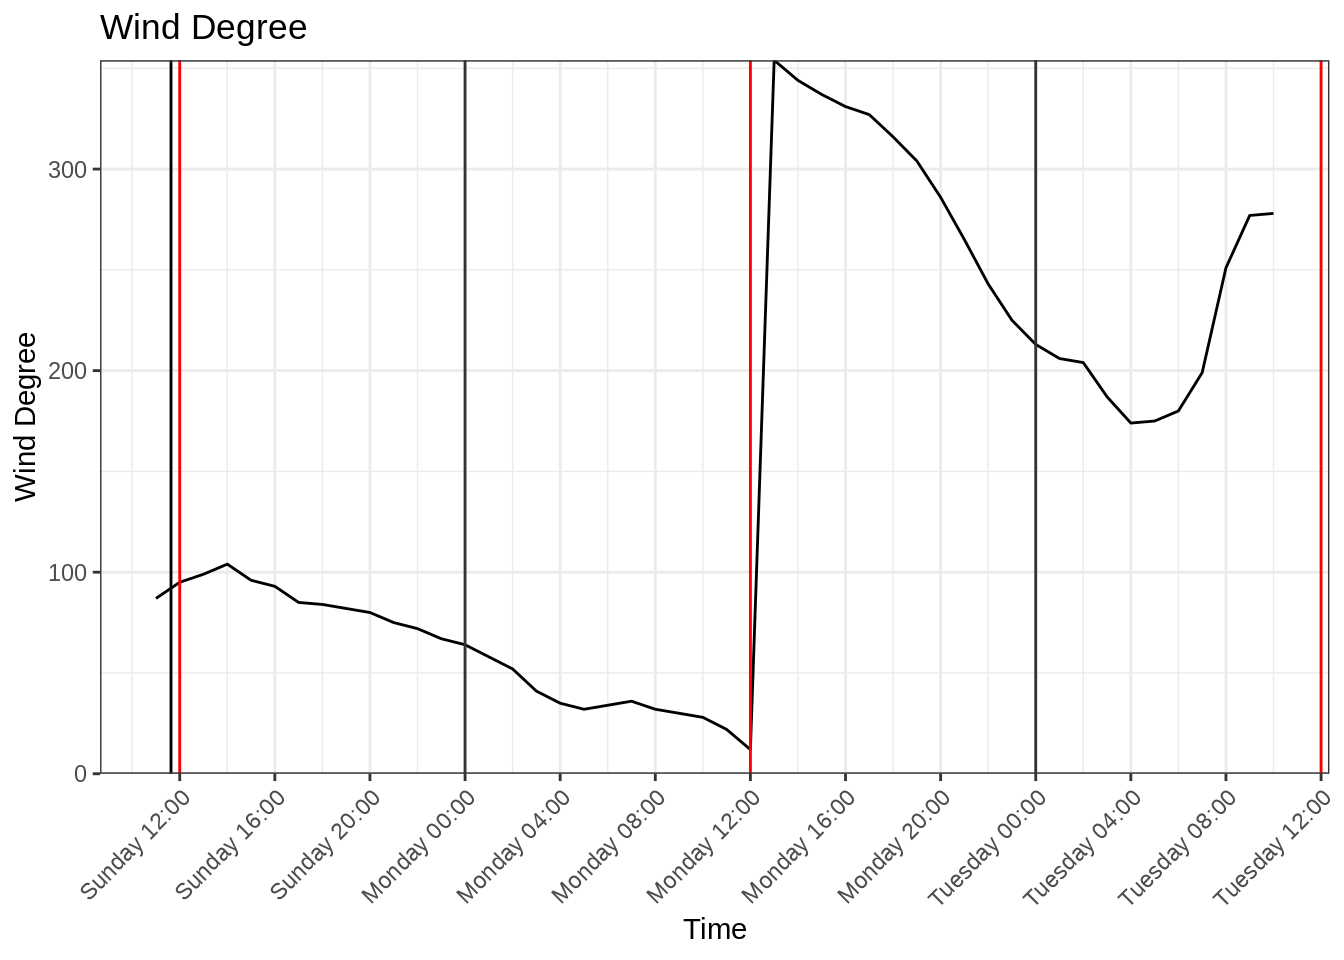 Wind Degree
Wind Degree
300
200
100
0
Sunday 12:00
Sunday 16:00
Sunday 20:00
Monday 00:00
Monday 04:00
Monday 08:00
Monday 12:00
Monday 16:00
Monday 20:00
Tuesday 00:00
Tuesday 04:00
Tuesday 08:00
Tuesday 12:00
Time